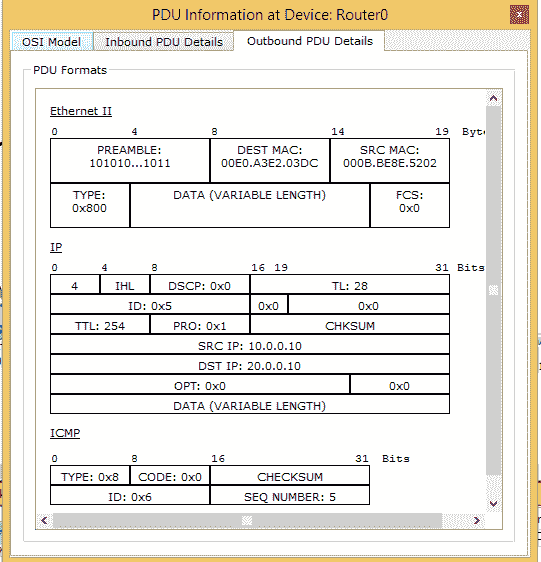 PDU Information at Device: Router0
x
OSI Model Inbound PDU Details Outbound PDU Details
PDU Formats
Ethernet II
0 4 8 14 19 Byte
PREAMBLE: DEST MAC: SRC MAC:
101010...1011 00E0.A3E2.03DC 000B.BE8E.5202
TYPE: DATA (VARIABLE LENGTH) FCS:
0x800 0x0
IP
0 4 8 16 19 31 Bits
4 IHL DSCP: 0x0 TL: 28
ID: 0x5 0x0 0x0
TTL: 254 PRO: 0x1 CHKSUM
SRC IP: 10.0.0.10
DST IP: 20.0.0.10
OPT: 0x0 0x0
DATA (VARIABLE LENGTH)
ICMP
0 8 16 31 Bits
TYPE: 0x8 CODE: 0x0 CHECKSUM
ID: 0x6 SEQ NUMBER: 5